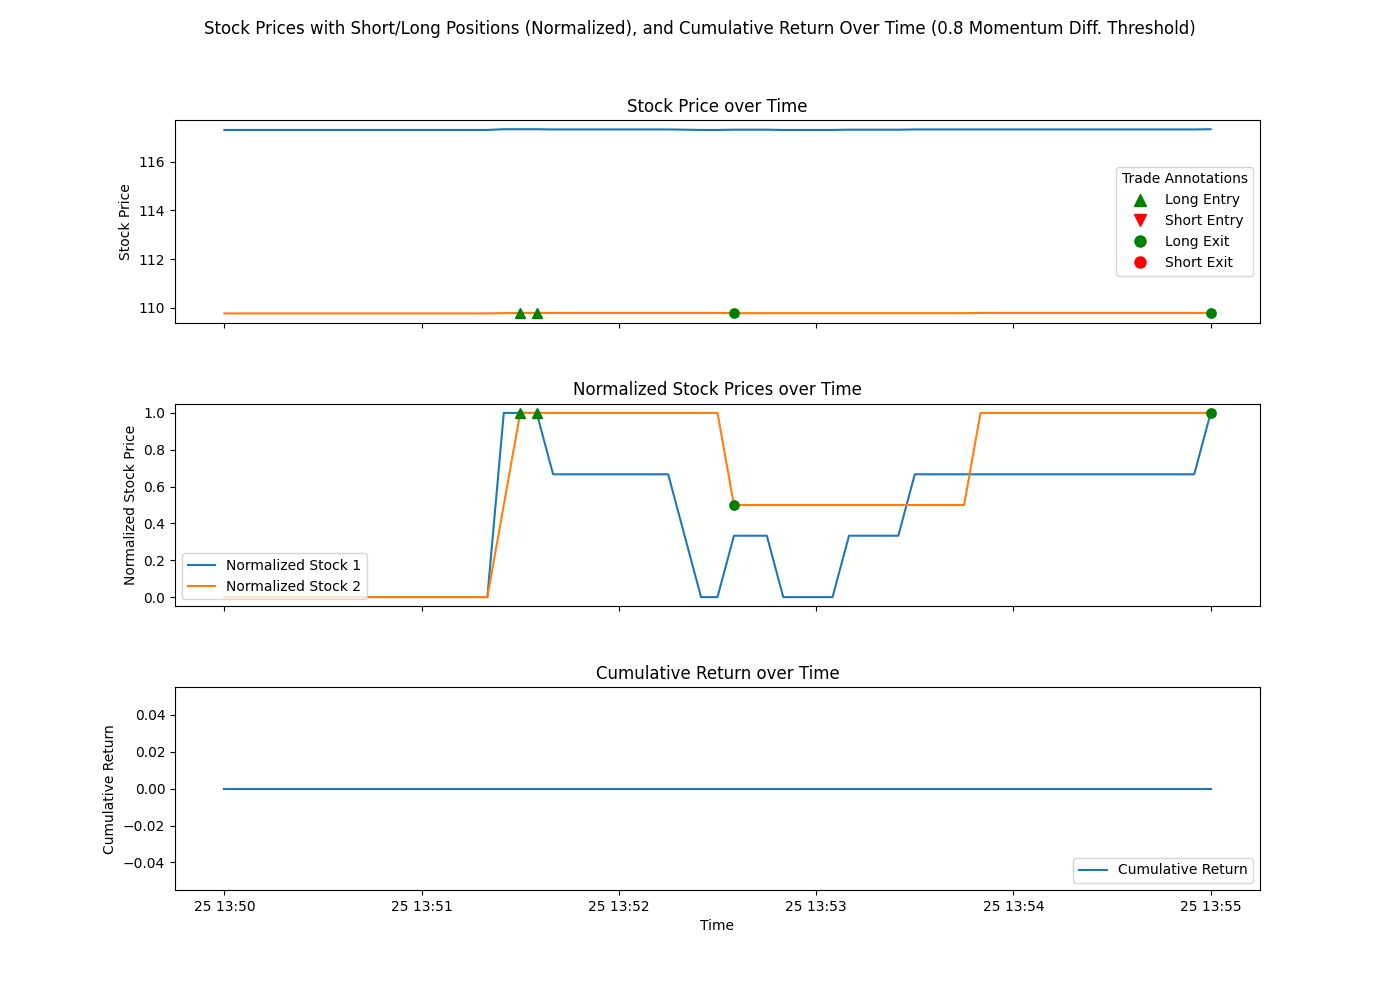 Stock Prices with Short/Long Positions (Normalized), and Cumulative Return Over Time (0.8 Momentum Diff. Threshold)
Stock Price over Time
Stock Price
116
114
112
110
Trade Annotations
Long Entry
Short Entry
Long Exit
Short Exit
Normalized Stock Prices over Time
Normalized Stock Price
1.0
0.8
0.6
0.4
0.2
0.0
Normalized Stock 1
Normalized Stock 2
Cumulative Return over Time
Cumulative Return
0.04
0.02
0.00
−0.02
−0.04
Cumulative Return
25 13:50 25 13:51 25 13:52 25 13:53 25 13:54 25 13:55
Time